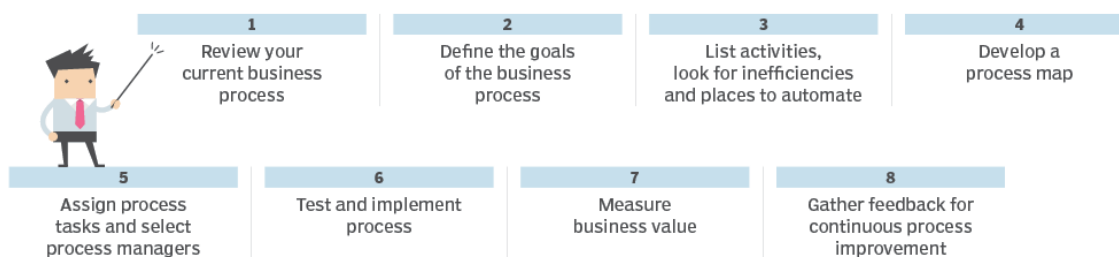 1
Review your
current business
process
2
Define the goals
of the business
process
3
List activities,
look for inefficiencies
and places to automate
4
Develop a
process map
5
Assign process
tasks and select
process managers
6
Test and implement
process
7
Measure
business value
8
Gather feedback for
continuous process
improvement